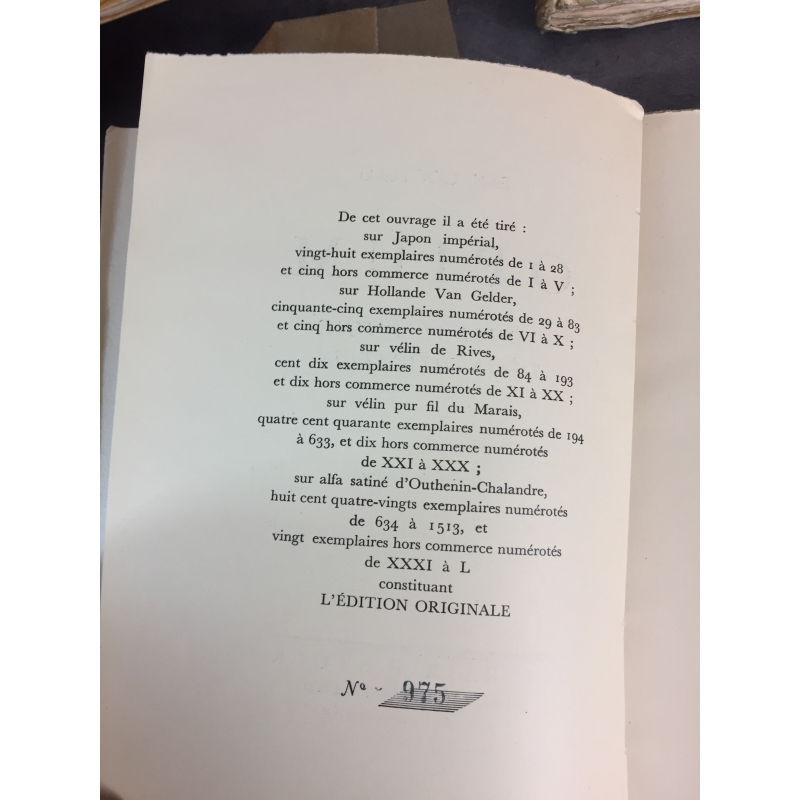 De cet ouvrage il a été tiré :
sur Japon impérial,
vingt-huit exemplaires numérotés de 1 à 28
et cinq hors commerce numérotés de I à V ;
sur Hollande Van Gelder,
cinquante-cinq exemplaires numérotés de 29 à 83
et cinq hors commerce numérotés de VI à X ;
sur vélin de Rives,
cent dix exemplaires numérotés de 84 à 193
et dix hors commerce numérotés de XI à XX ;
sur vélin pur fil du Marais,
quatre cent quarante exemplaires numérotés de 194
à 633, et dix hors commerce numérotés
de XXI à XXX ;
sur alfa satiné d'Outhenin-Chalandre,
huit cent quatre-vingts exemplaires numérotés
de 634 à 1513, et
vingt exemplaires hors commerce numérotés
de XXXI à L
constituant
L'ÉDITION ORIGINALE
Nº - 975